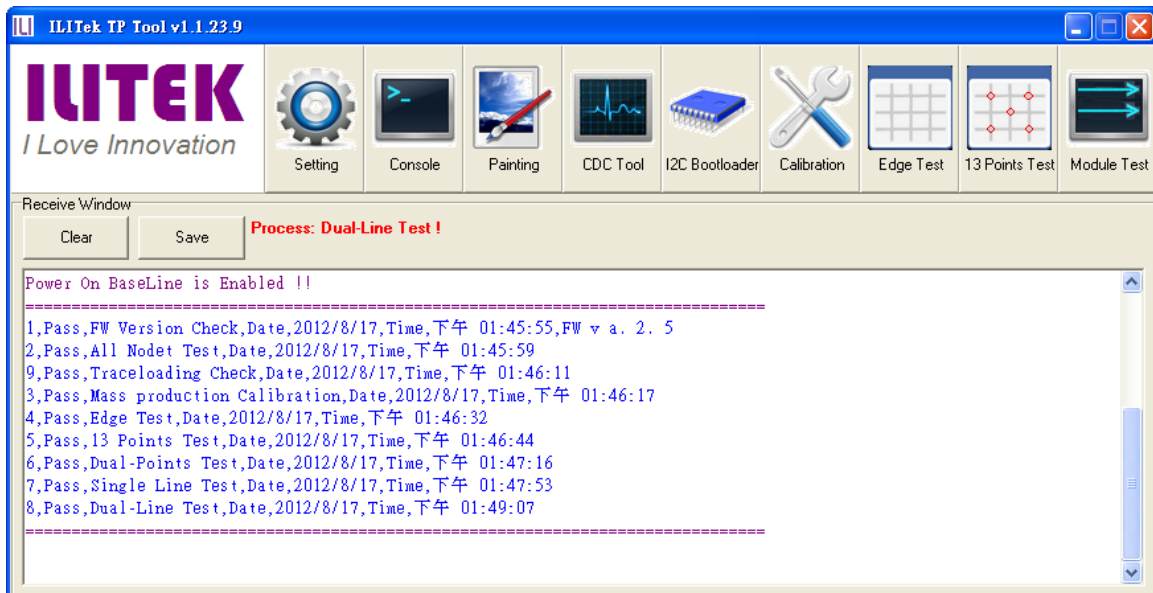 ILITek TP Tool v1.1.23.9
ILITEK
I Love Innovation
Setting
Console
Painting
CDC Tool
I2C Bootloader
Calibration
Edge Test
13 Points Test
Module Test
Receive Window
Clear
Save
Process: Dual-Line Test !
Power On BaseLine is Enabled !!
================================================================================
1,Pass,FW Version Check,Date,2012/8/17,Time,下午 01:45:55,FW v a. 2. 5
2,Pass,All Nodet Test,Date,2012/8/17,Time,下午 01:45:59
9,Pass,Traceloading Check,Date,2012/8/17,Time,下午 01:46:11
3,Pass,Mass production Calibration,Date,2012/8/17,Time,下午 01:46:17
4,Pass,Edge Test,Date,2012/8/17,Time,下午 01:46:32
5,Pass,13 Points Test,Date,2012/8/17,Time,下午 01:46:44
6,Pass,Dual-Points Test,Date,2012/8/17,Time,下午 01:47:16
7,Pass,Single Line Test,Date,2012/8/17,Time,下午 01:47:53
8,Pass,Dual-Line Test,Date,2012/8/17,Time,下午 01:49:07
================================================================================